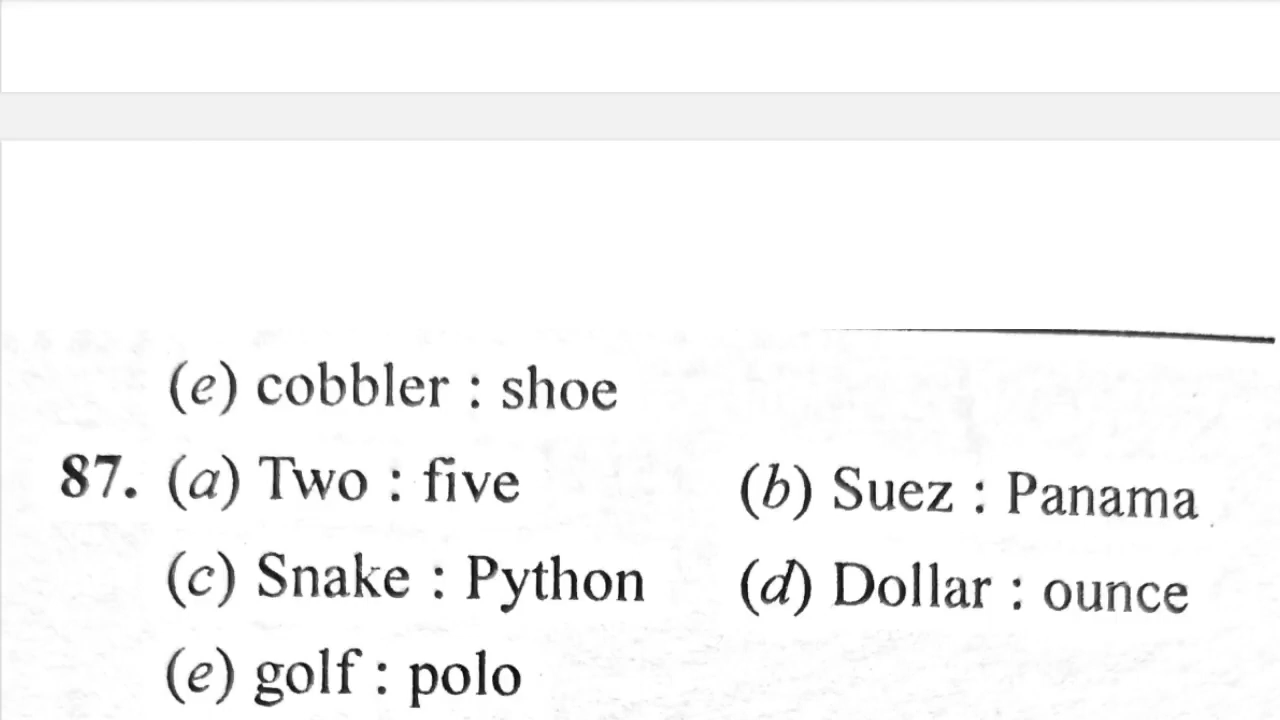 (e) cobbler : shoe
87. (a) Two : five (b) Suez : Panama
(c) Snake : Python (d) Dollar : ounce
(e) golf : polo